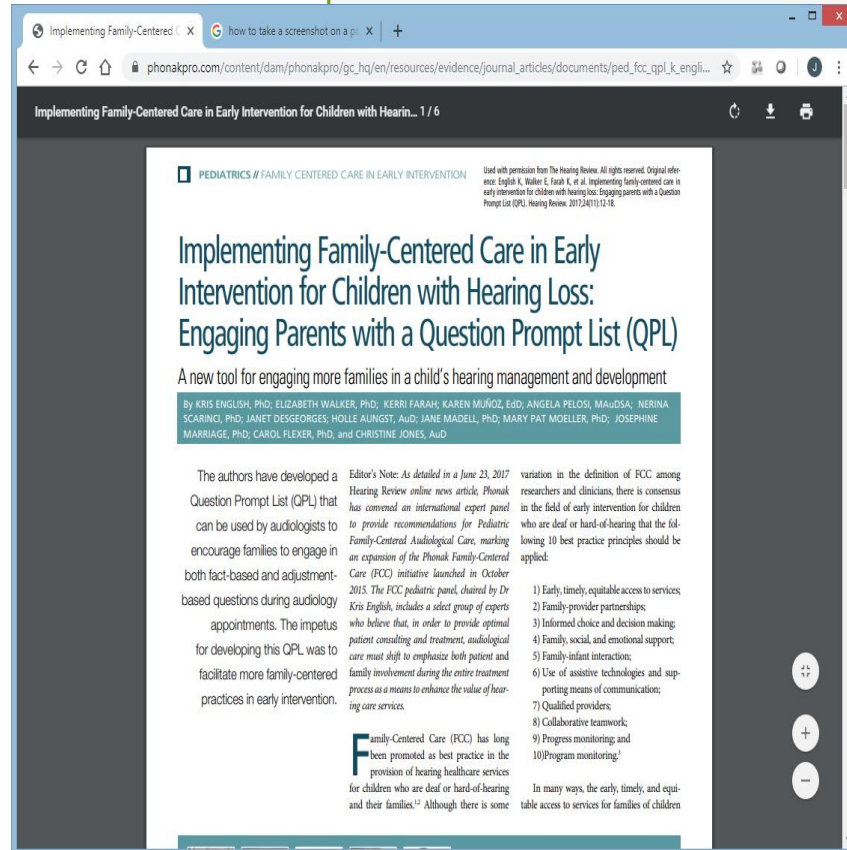 Implementing Family-Centered C
how to take a screenshot on a pc
phonakpro.com/content/dam/phonakpro/gc_hq/en/resources/evidence/journal_articles/documents/ped_fcc_qpl_k_engli...
J
Implementing Family-Centered Care in Early Intervention for Children with Hearin... 1 / 6
PEDIATRICS // FAMILY CENTERED CARE IN EARLY INTERVENTION
Used with permission from The Hearing Review. All rights reserved. Original refer-
ence: English K, Walker E, Farah K, et al. Implementing family-centered care in
early intervention for children with hearing loss: Engaging parents with a Question
Prompt List (QPL). Hearing Review. 2017;24(11):12-18.
Implementing Family-Centered Care in Early
Intervention for Children with Hearing Loss:
Engaging Parents with a Question Prompt List (QPL)
A new tool for engaging more families in a child's hearing management and development
By KRIS ENGLISH, PhD; ELIZABETH WALKER, PhD; KERRI FARAH; KAREN MUÑOZ, EdD; ANGELA PELOSI, MAuDSA; NERINA
SCARINCI, PhD; JANET DESGEORGES; HOLLE AUNGST, AuD; JANE MADELL, PhD; MARY PAT MOELLER, PhD; JOSEPHINE
MARRIAGE, PhD; CAROL FLEXER, PhD, and CHRISTINE JONES, AuD
The authors have developed a
Question Prompt List (QPL) that
can be used by audiologists to
encourage families to engage in
both fact-based and adjustment-
based questions during audiology
appointments. The impetus
for developing this QPL was to
facilitate more family-centered
practices in early intervention.
Editor's Note: As detailed in a June 23, 2017
Hearing Review online news article, Phonak
has convened an international expert panel
to provide recommendations for Pediatric
Family-Centered Audiological Care, marking
an expansion of the Phonak Family-Centered
Care (FCC) initiative launched in October
2015. The FCC pediatric panel, chaired by Dr
Kris English, includes a select group of experts
who believe that, in order to provide optimal
patient consulting and treatment, audiological
care must shift to emphasize both patient and
family involvement during the entire treatment
process as a means to enhance the value of hear-
ing care services.
Family-Centered Care (FCC) has long
been promoted as best practice in the
provision of hearing healthcare services
for children who are deaf or hard-of-hearing
and their families.1,2 Although there is some
variation in the definition of FCC among
researchers and clinicians, there is consensus
in the field of early intervention for children
who are deaf or hard-of-hearing that the fol-
lowing 10 best practice principles should be
applied:
1) Early, timely, equitable access to services;
2) Family-provider partnerships;
3) Informed choice and decision making;
4) Family, social, and emotional support;
5) Family-infant interaction;
6) Use of assistive technologies and sup-
porting means of communication;
7) Qualified providers;
8) Collaborative teamwork;
9) Progress monitoring; and
10)Program monitoring.3
In many ways, the early, timely, and equi-
table access to services for families of children